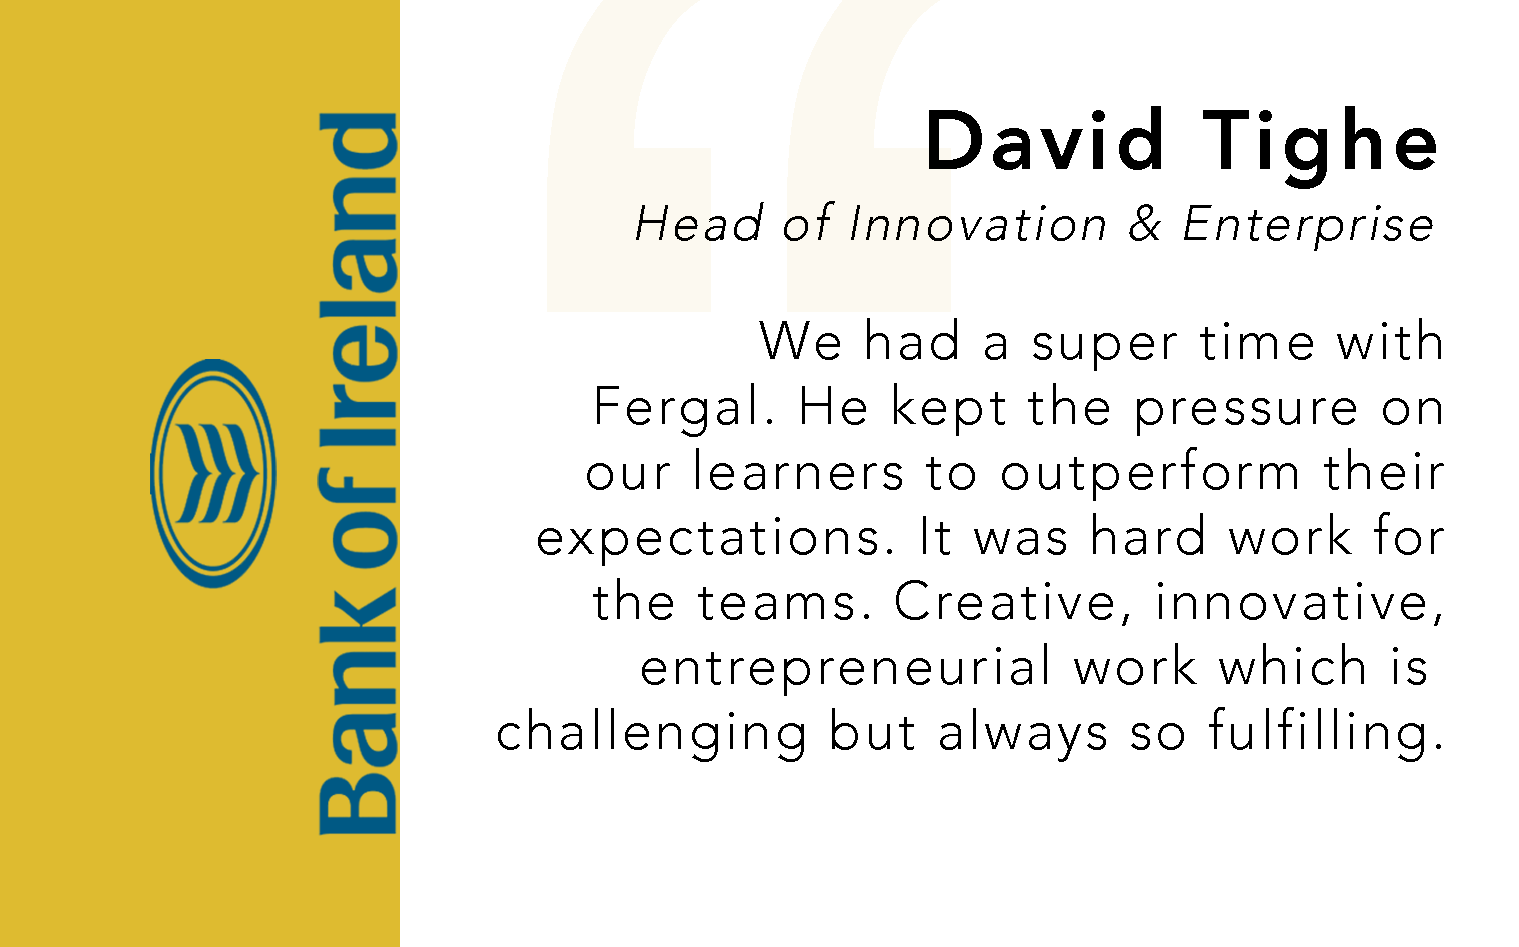 Bank of Ireland
David Tighe
Head of Innovation & Enterprise
We had a super time with
Fergal. He kept the pressure on
our learners to outperform their
expectations. It was hard work for
the teams. Creative, innovative,
entrepreneurial work which is
challenging but always so fulfilling.